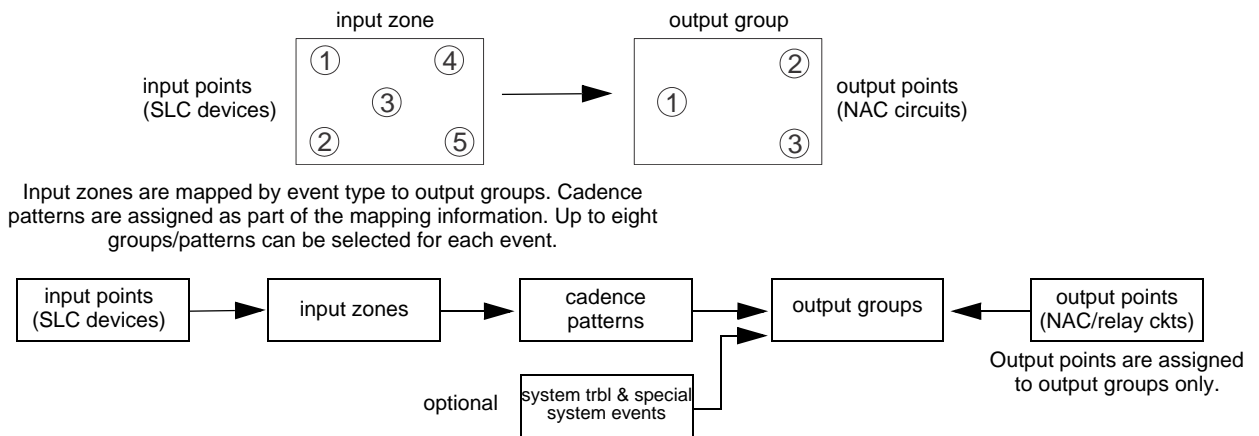 input zone
output group
input points
(SLC devices)
1
4
3
2
5
2
1
3
output points
(NAC circuits)
Input zones are mapped by event type to output groups. Cadence
patterns are assigned as part of the mapping information. Up to eight
groups/patterns can be selected for each event.
input points
(SLC devices)
input zones
cadence
patterns
output groups
output points
(NAC/relay ckts)
Output points are assigned
to output groups only.
optional
system trbl & special
system events